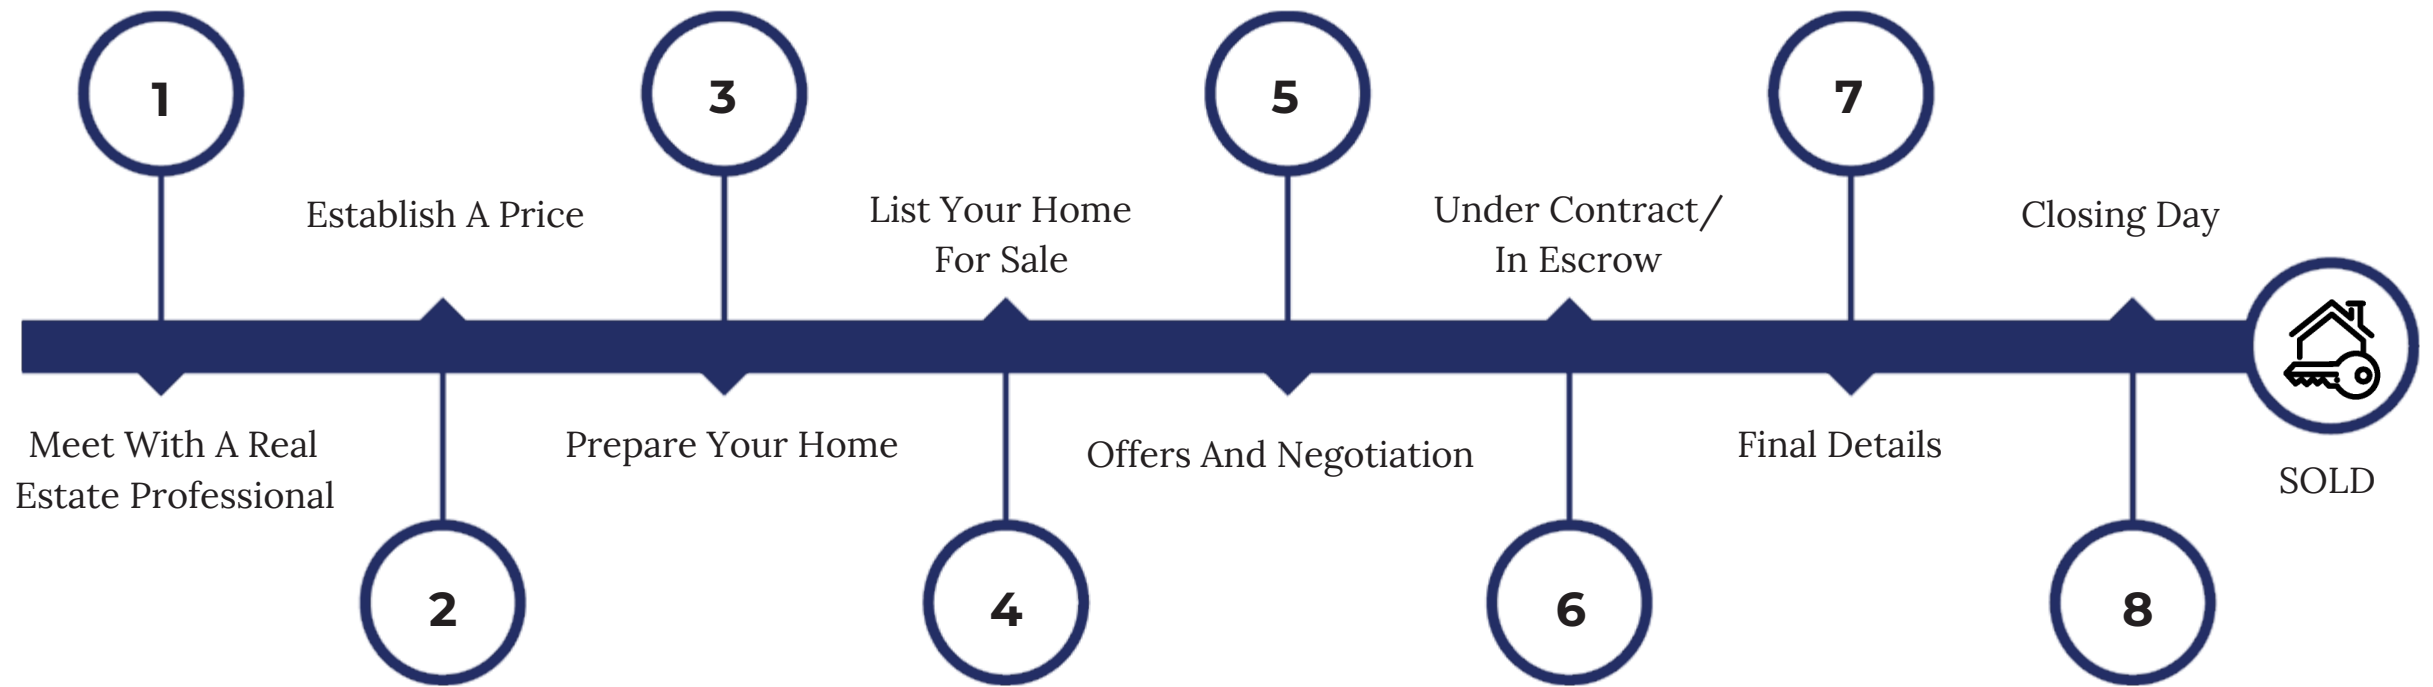 1
Meet With A Real
Estate Professional
2
Establish A Price
3
Prepare Your Home
4
List Your Home
For Sale
5
Offers And Negotiation
6
Under Contract/
In Escrow
7
Final Details
8
Closing Day
SOLD